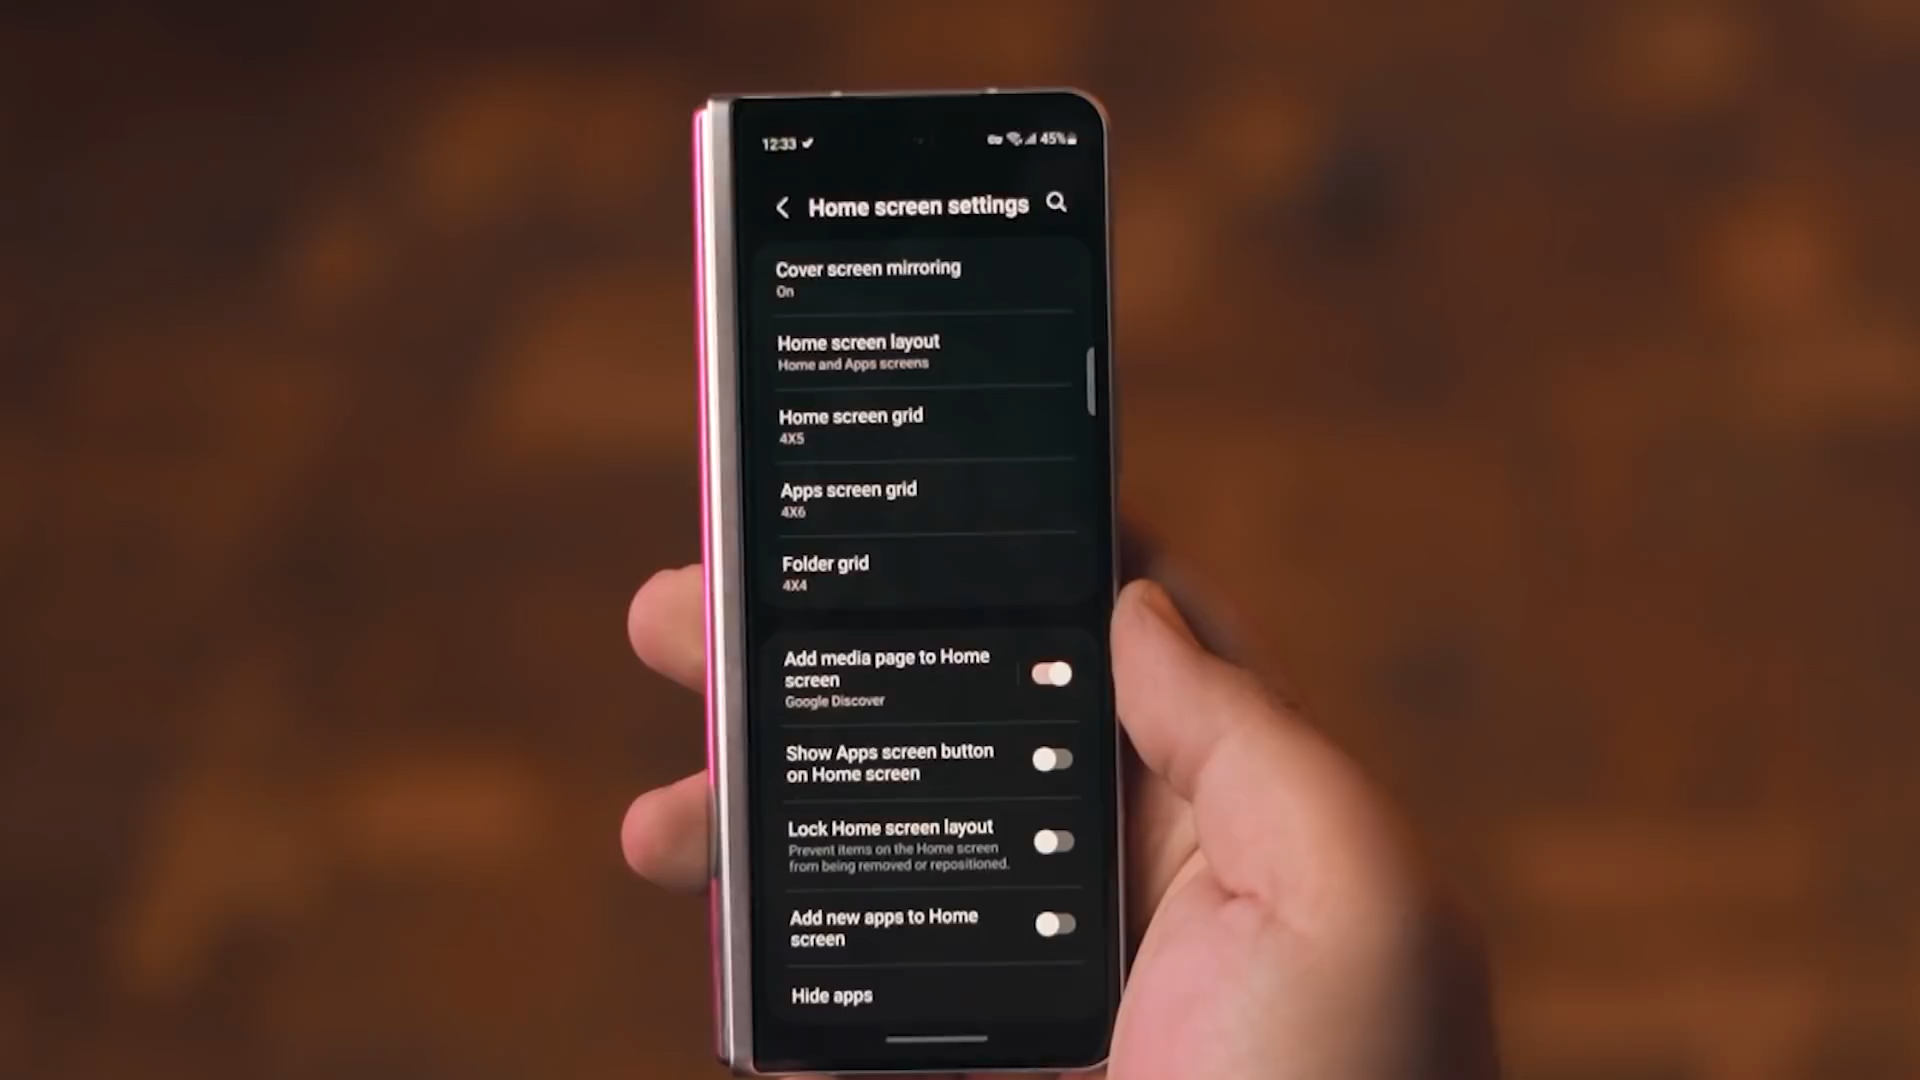 12:33
45%
Home screen settings
Cover screen mirroring
On
Home screen layout
Home and Apps screens
Home screen grid
4X5
Apps screen grid
4X6
Folder grid
4X4
Add media page to Home
screen
Google Discover
Show Apps screen button
on Home screen
Lock Home screen layout
Prevent items on the Home screen
from being removed or repositioned.
Add new apps to Home
screen
Hide apps